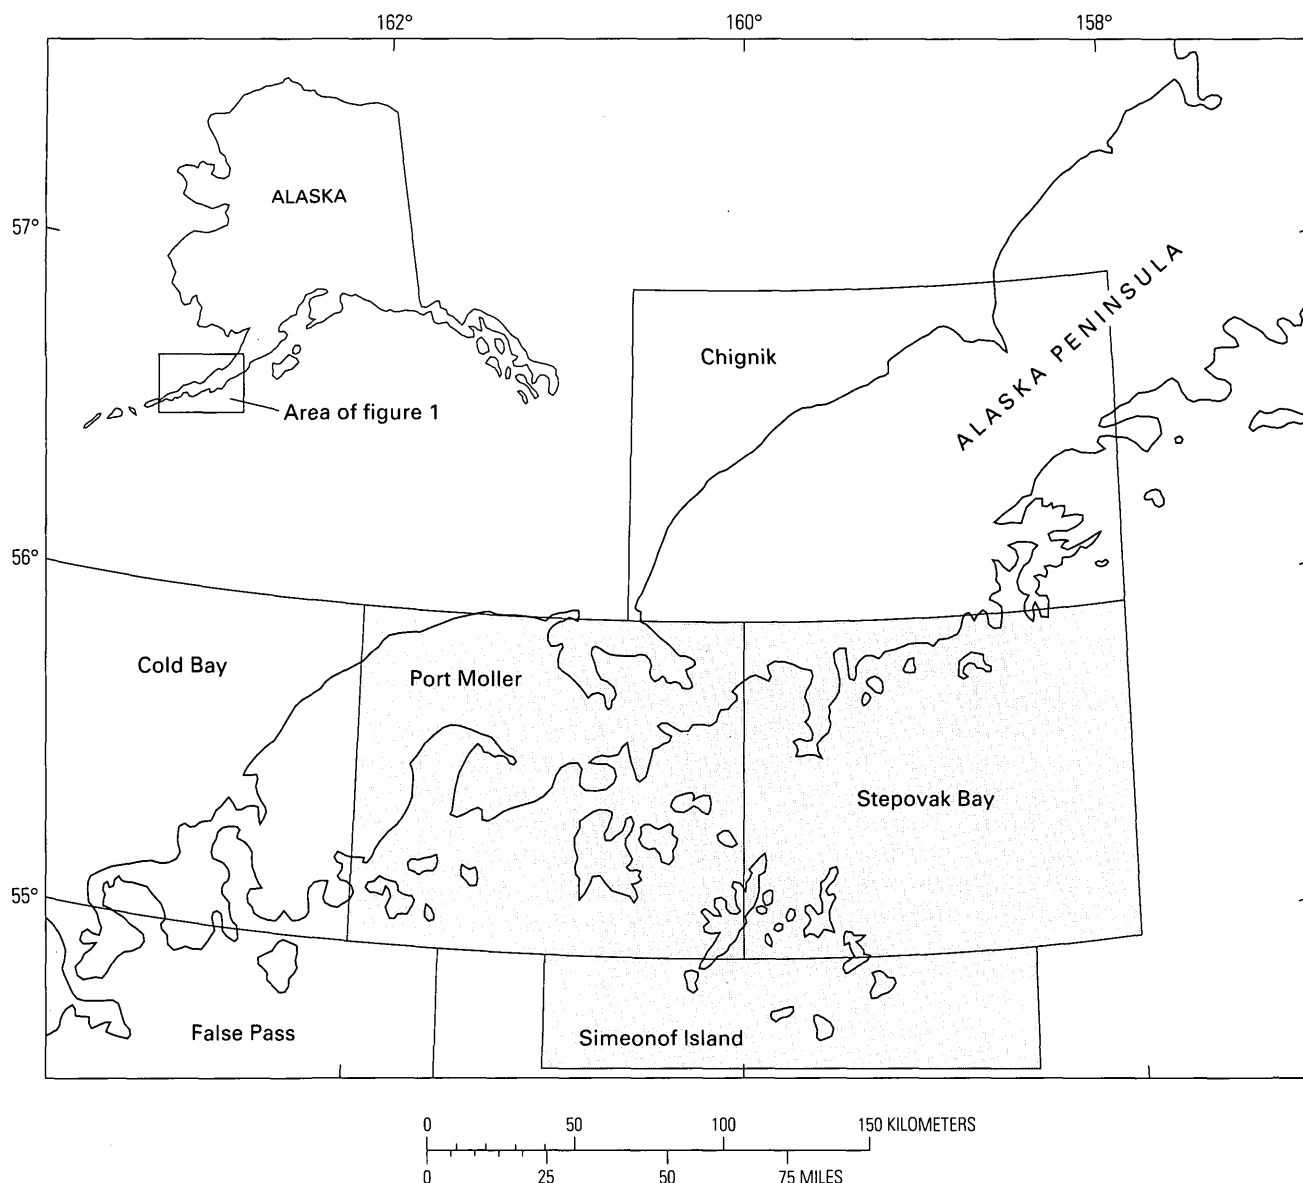 162° 160° 158°
57°
56°
55°
ALASKA
Area of figure 1
Chignik
ALASKA PENINSULA
Cold Bay
Port Moller
Stepovak Bay
False Pass
Simeonof Island
0 50 100 150 KILOMETERS
0 25 50 75 MILES